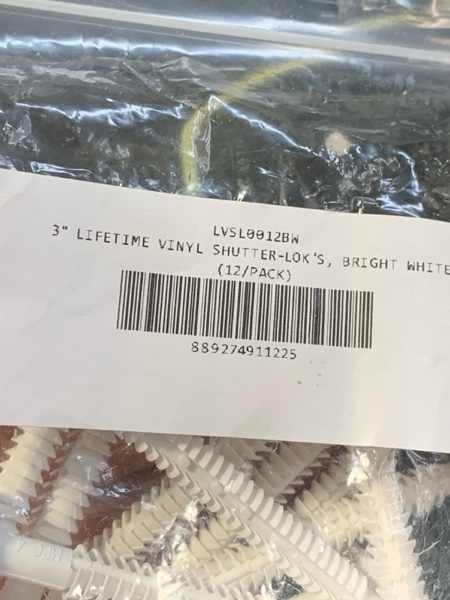 LVSL0012BW
3" LIFETIME VINYL SHUTTER-LOK'S, BRIGHT WHITE
(12/PACK)
889274911225